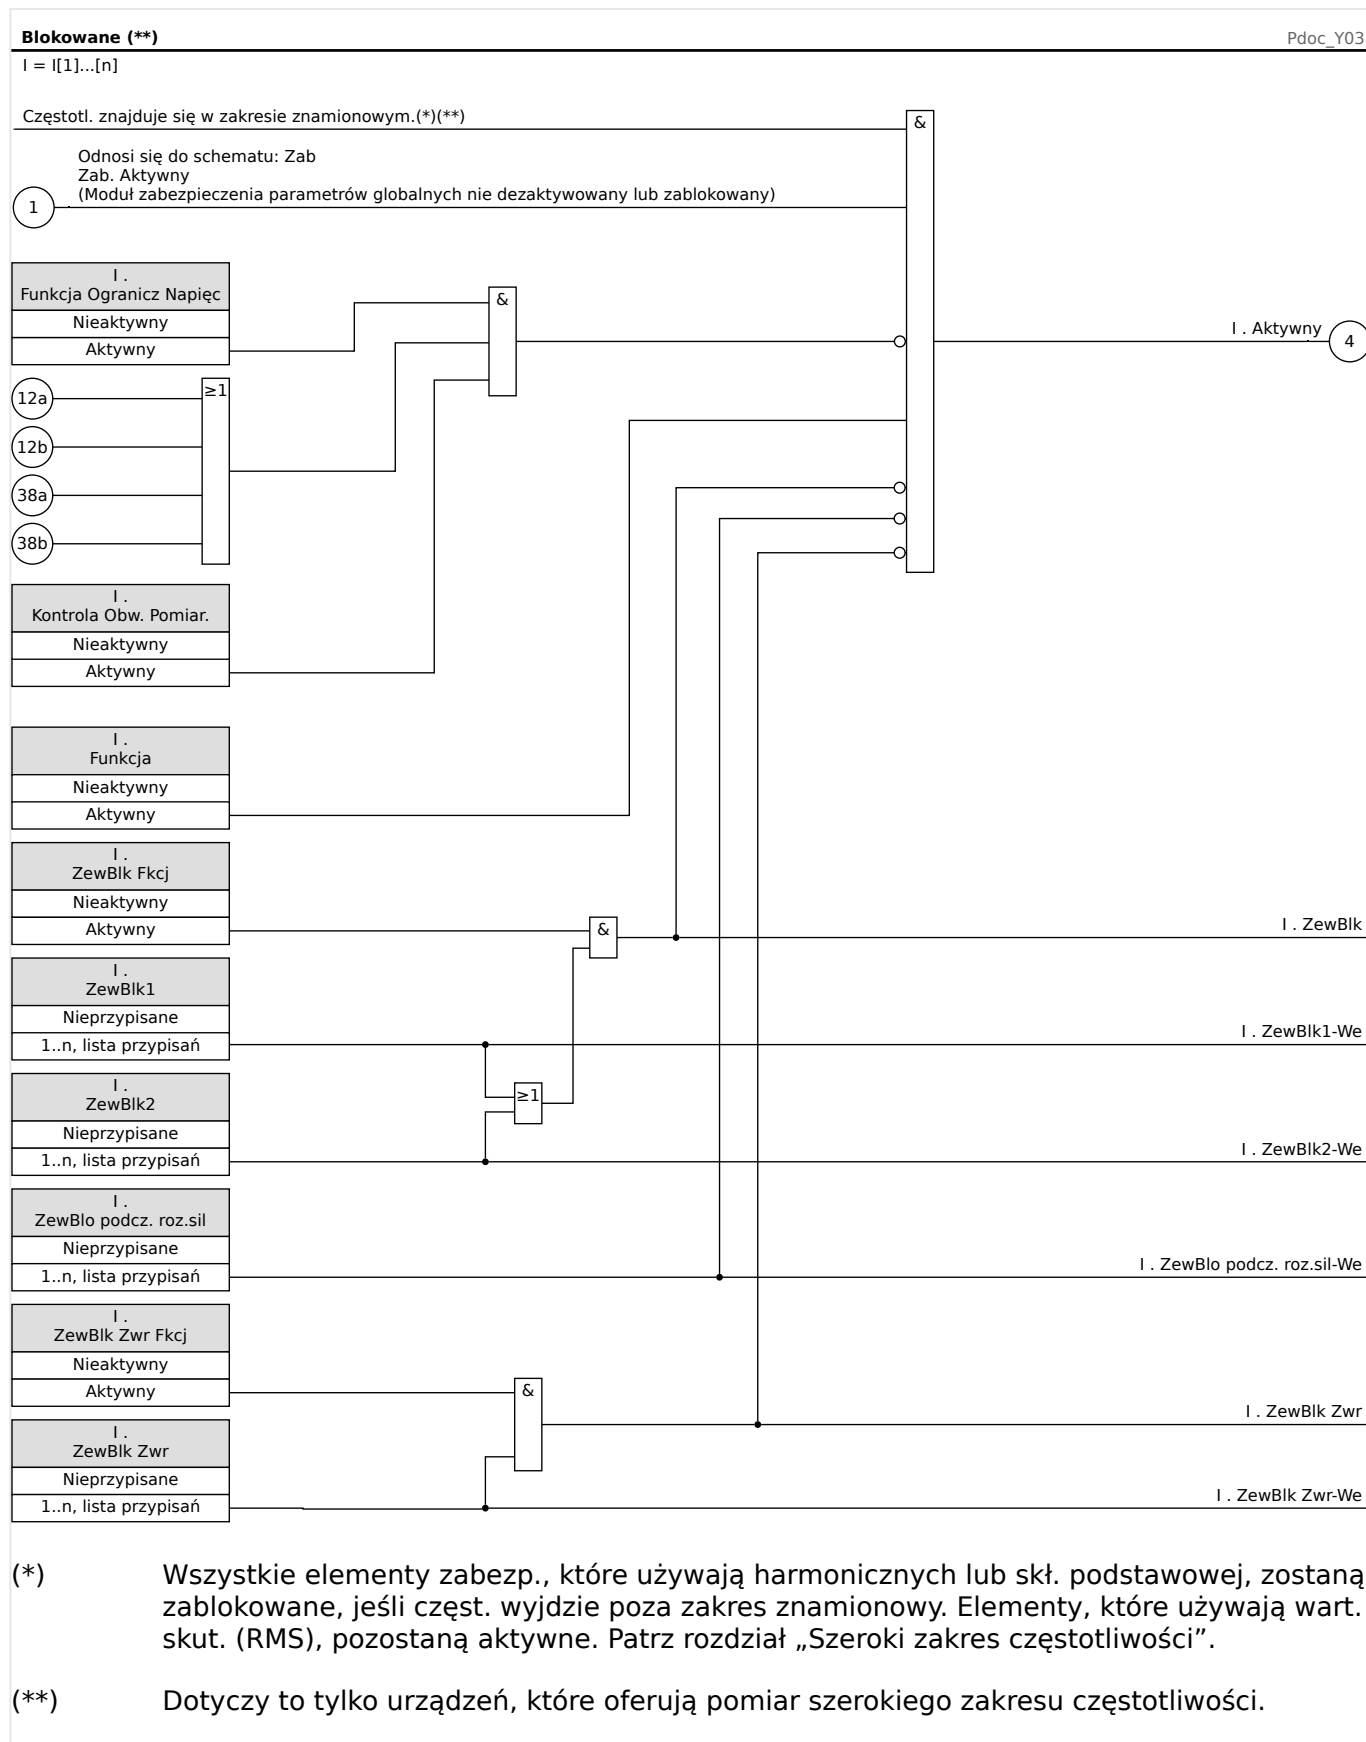 Blokowane (**)
Pdoc_Y03
I = I[1]...[n]
Częstotl. znajduje się w zakresie znamionowym.(*)(**)
&
Odnosi się do schematu: Zab
Zab. Aktywny
(Moduł zabezpieczenia parametrów globalnych nie dezaktywowany lub zablokowany)
1
I .
Funkcja Ogranicz Napięc
Nieaktywny
Aktywny
&
I . Aktywny
4
12a
≥1
12b
38a
38b
I .
Kontrola Obw. Pomiar.
Nieaktywny
Aktywny
I .
Funkcja
Nieaktywny
Aktywny
I .
ZewBlk Fkcj
Nieaktywny
Aktywny
&
I . ZewBlk
I .
ZewBlk1
Nieprzypisane
1..n, lista przypisań
I . ZewBlk1-We
≥1
I .
ZewBlk2
Nieprzypisane
1..n, lista przypisań
I . ZewBlk2-We
I .
ZewBlo podcz. roz.sil
Nieprzypisane
1..n, lista przypisań
I . ZewBlo podcz. roz.sil-We
I .
ZewBlk Zwr Fkcj
Nieaktywny
Aktywny
&
I . ZewBlk Zwr
I .
ZewBlk Zwr
Nieprzypisane
1..n, lista przypisań
I . ZewBlk Zwr-We
(*) Wszystkie elementy zabezp., które używają harmonicznych lub skł. podstawowej, zostaną
zablokowane, jeśli częst. wyjdzie poza zakres znamionowy. Elementy, które używają wart.
skut. (RMS), pozostaną aktywne. Patrz rozdział „Szeroki zakres częstotliwości”.
(**) Dotyczy to tylko urządzeń, które oferują pomiar szerokiego zakresu częstotliwości.